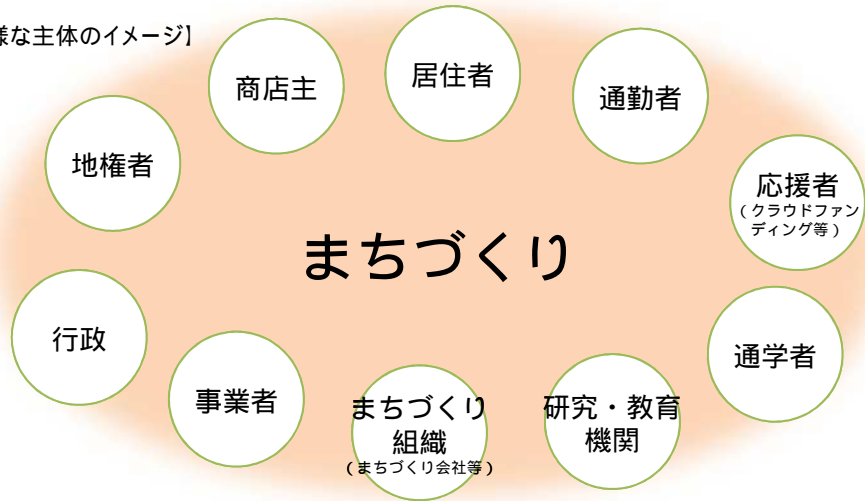 様な主体のイメージ】
商店主
居住者
通勤者
地権者
応援者
（クラウドファン
ディング等）
まちづくり
行政
通学者
事業者
まちづくり
組織
（まちづくり会社等）
研究・教育
機関